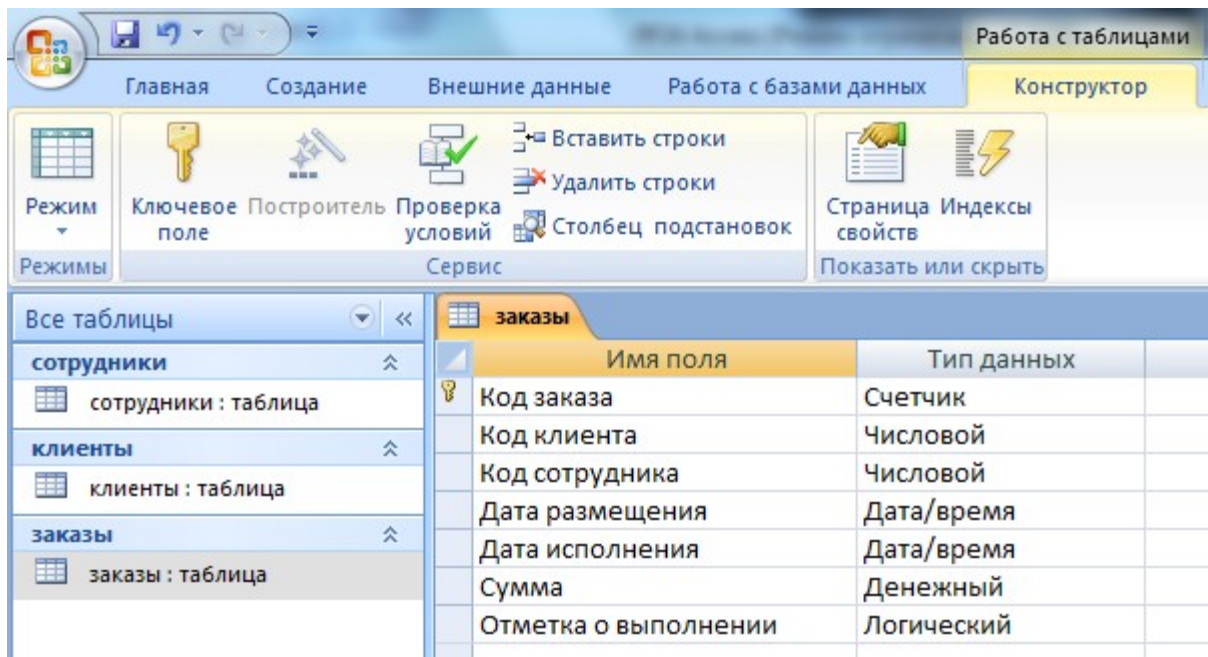 Работа с таблицами
Главная Создание Внешние данные Работа с базами данных Конструктор
Режим
Ключевое поле
Построитель
Проверка условий
Вставить строки
Удалить строки
Столбец подстановок
Страница свойств
Индексы
Режимы
Сервис
Показать или скрыть
Все таблицы
сотрудники
сотрудники : таблица
клиенты
клиенты : таблица
заказы
заказы : таблица
заказы
Имя поля Тип данных
Код заказа Счетчик
Код клиента Числовой
Код сотрудника Числовой
Дата размещения Дата/время
Дата исполнения Дата/время
Сумма Денежный
Отметка о выполнении Логический